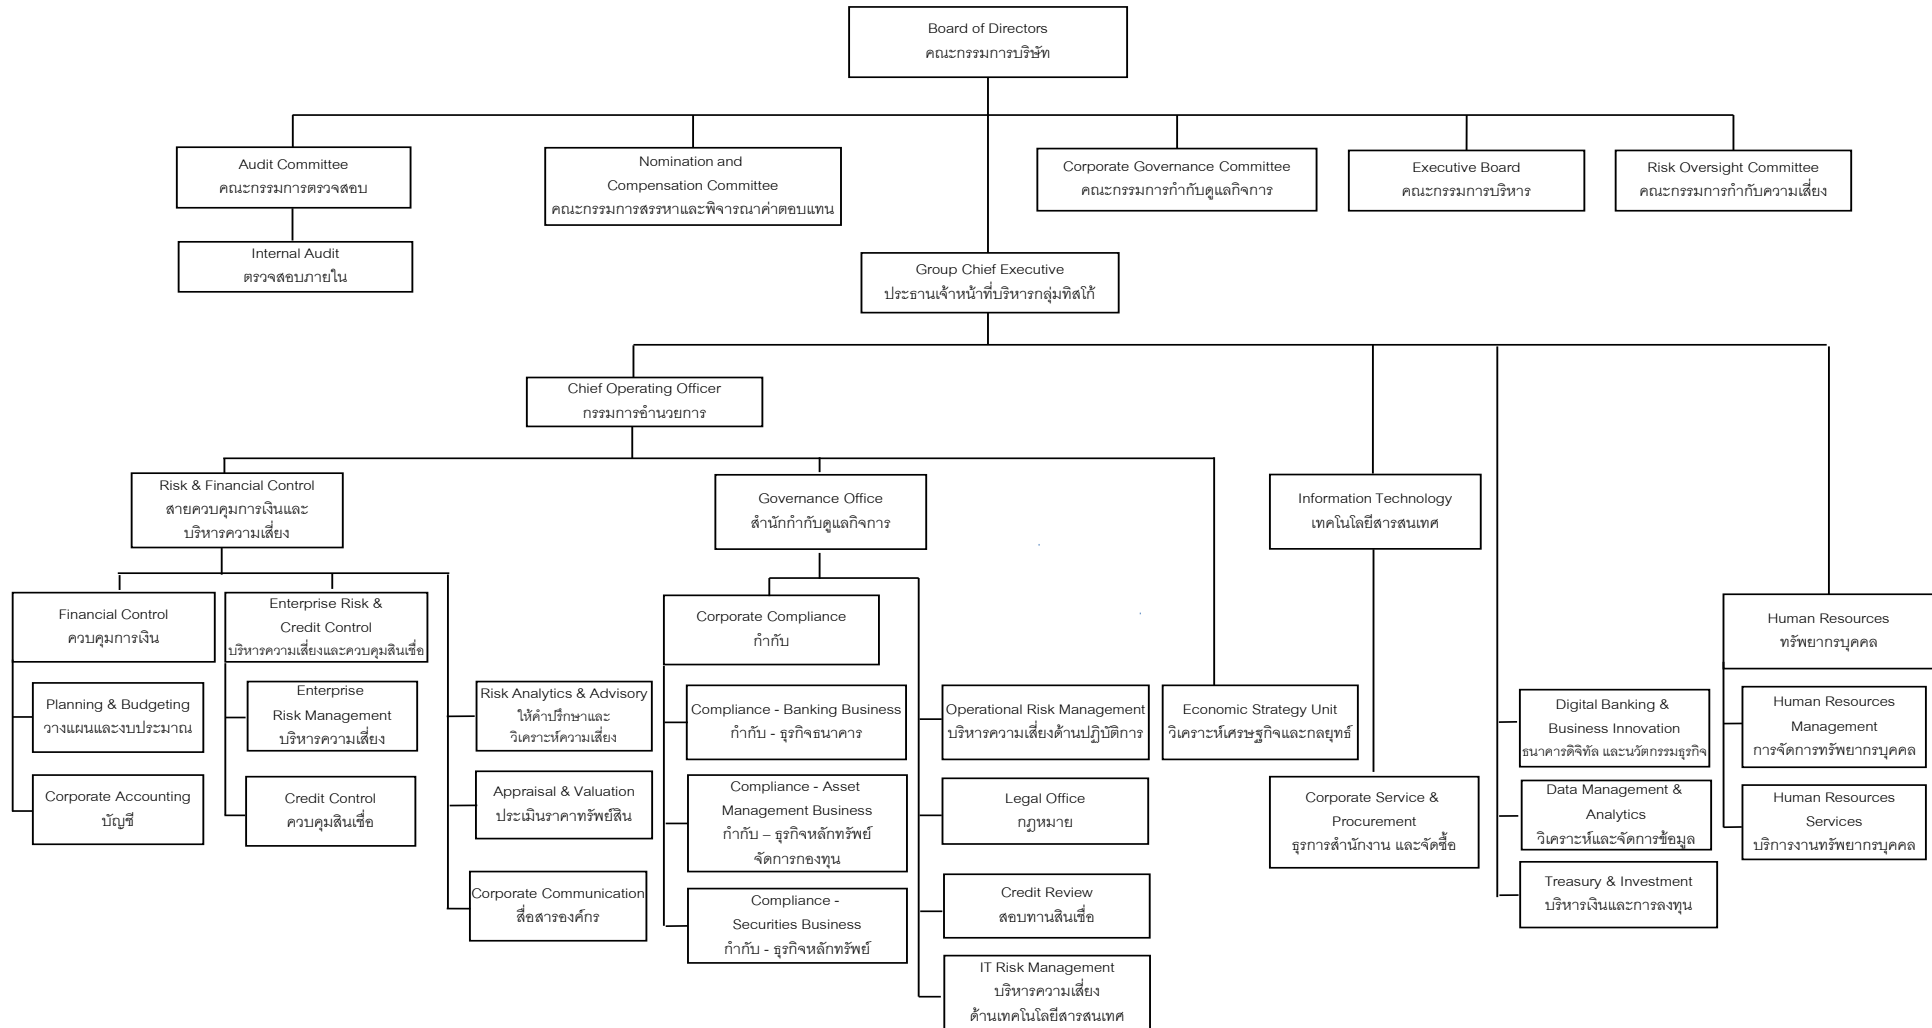 Board of Directors
คณะกรรมการบริษัท
Audit Committee
คณะกรรมการตรวจสอบ
Nomination and
Compensation Committee
คณะกรรมการสรรหาและพิจารณาค่าตอบแทน
Corporate Governance Committee
คณะกรรมการกำกับดูแลกิจการ
Executive Board
คณะกรรมการบริหาร
Risk Oversight Committee
คณะกรรมการกำกับความเสี่ยง
Internal Audit
ตรวจสอบภายใน
Group Chief Executive
ประธานเจ้าหน้าที่บริหารกลุ่มทิสโก้
Chief Operating Officer
กรรมการอำนวยการ
Risk & Financial Control
สายควบคุมการเงินและ
บริหารความเสี่ยง
Governance Office
สำนักกำกับดูแลกิจการ
Information Technology
เทคโนโลยีสารสนเทศ
Financial Control
ควบคุมการเงิน
Enterprise Risk &
Credit Control
บริหารความเสี่ยงและควบคุมสินเชื่อ
Corporate Compliance
กำกับ
Human Resources
ทรัพยากรบุคคล
Planning & Budgeting
วางแผนและงบประมาณ
Enterprise
Risk Management
บริหารความเสี่ยง
Risk Analytics & Advisory
ให้คำปรึกษาและ
วิเคราะห์ความเสี่ยง
Compliance - Banking Business
กำกับ - ธุรกิจธนาคาร
Operational Risk Management
บริหารความเสี่ยงด้านปฏิบัติการ
Economic Strategy Unit
วิเคราะห์เศรษฐกิจและกลยุทธ์
Digital Banking &
Business Innovation
ธนาคารดิจิทัล และนวัตกรรมธุรกิจ
Human Resources
Management
การจัดการทรัพยากรบุคคล
Corporate Accounting
บัญชี
Credit Control
ควบคุมสินเชื่อ
Appraisal & Valuation
ประเมินราคาทรัพย์สิน
Compliance - Asset
Management Business
กำกับ – ธุรกิจหลักทรัพย์
จัดการกองทุน
Legal Office
กฎหมาย
Corporate Service &
Procurement
ธุรการสำนักงาน และจัดซื้อ
Data Management &
Analytics
วิเคราะห์และจัดการข้อมูล
Human Resources
Services
บริการงานทรัพยากรบุคคล
Corporate Communication
สื่อสารองค์กร
Compliance -
Securities Business
กำกับ - ธุรกิจหลักทรัพย์
Credit Review
สอบทานสินเชื่อ
Treasury & Investment
บริหารเงินและการลงทุน
IT Risk Management
บริหารความเสี่ยง
ด้านเทคโนโลยีสารสนเทศ